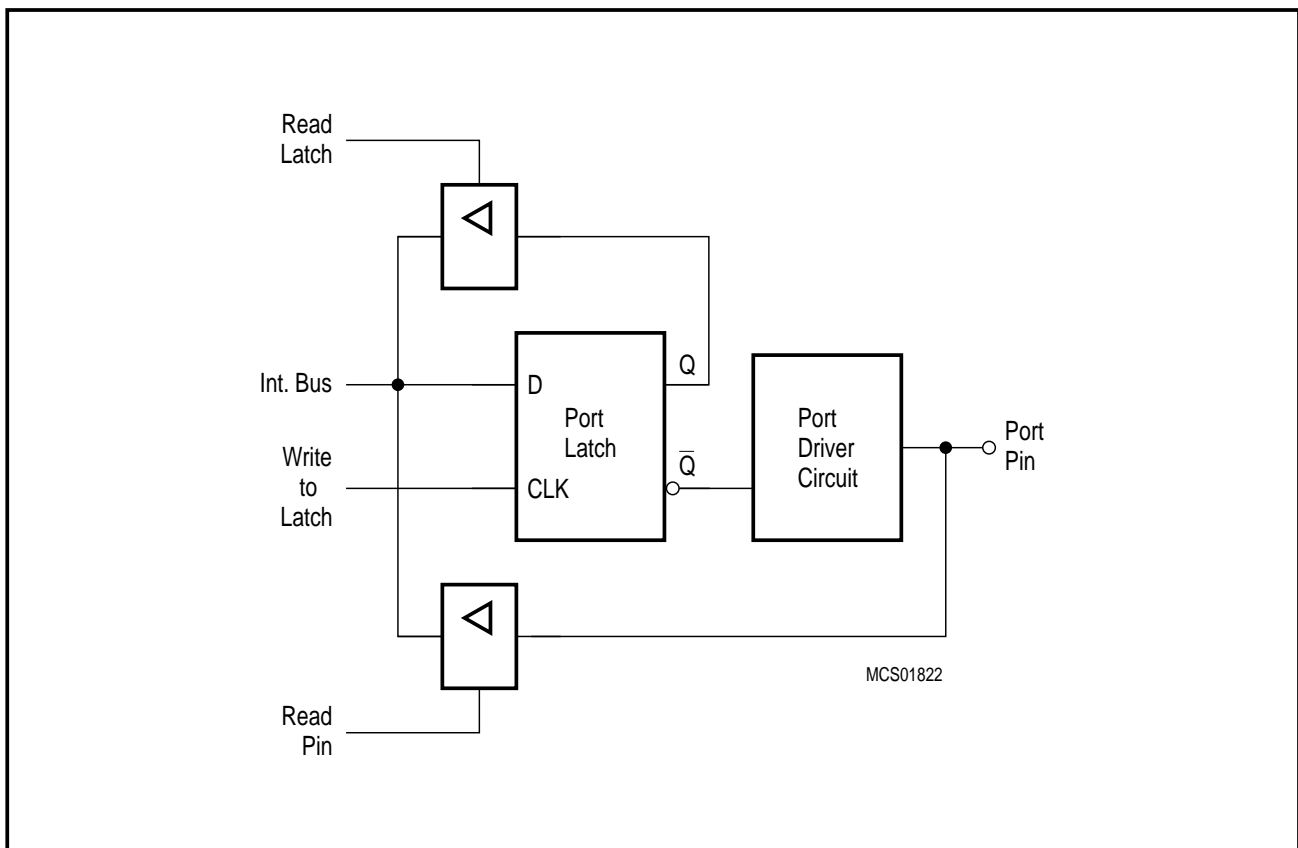 Read
Latch
Q
Int. Bus
D
Port
Latch
Port
Driver
Circuit
Port
Pin
Write
to
Latch
Q̅
CLK
MCS01822
Read
Pin